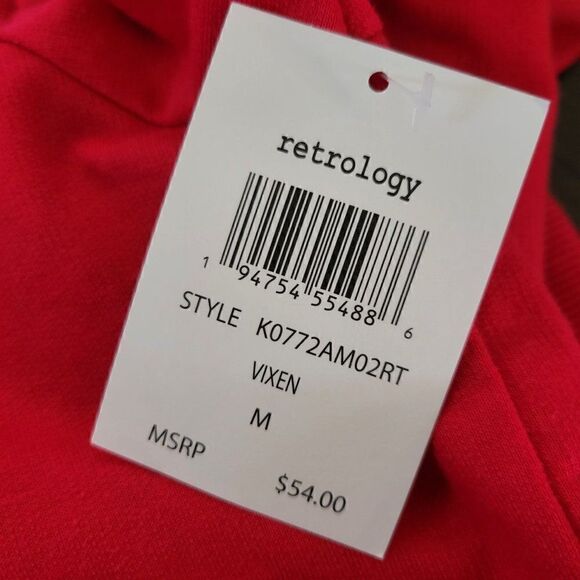 retrology
1 94754 55488 6
STYLE K0772AM02RT
VIXEN
M
MSRP $54.00